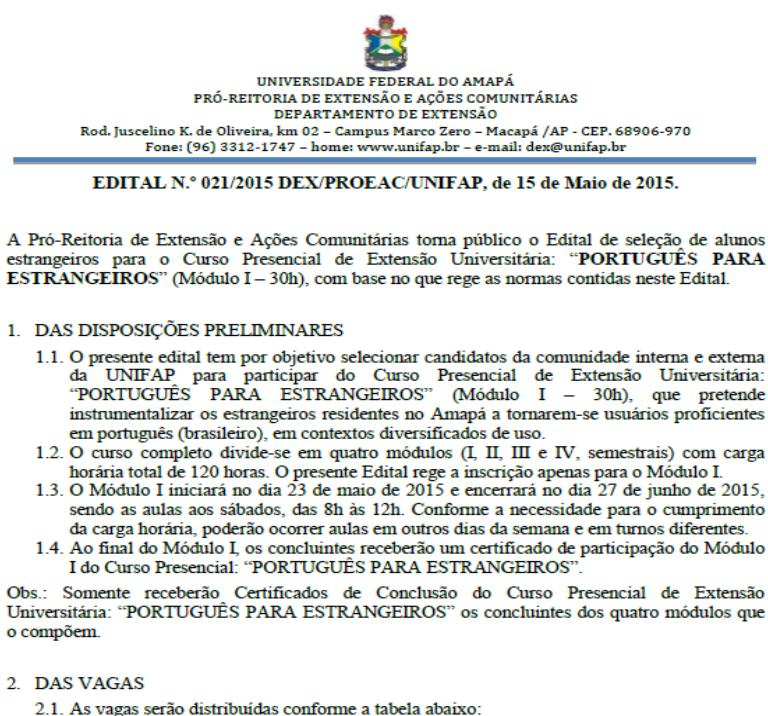 UNIVERSIDADE FEDERAL DO AMAPÁ
PRÓ-REITORIA DE EXTENSÃO E AÇÕES COMUNITÁRIAS
DEPARTAMENTO DE EXTENSÃO
Rod. Juscelino K. de Oliveira, km 02 – Campus Marco Zero – Macapá /AP - CEP. 68906-970
Fone: (96) 3312-1747 – home: www.unifap.br – e-mail: dex@unifap.br
EDITAL N.º 021/2015 DEX/PROEAC/UNIFAP, de 15 de Maio de 2015.
A Pró-Reitoria de Extensão e Ações Comunitárias torna público o Edital de seleção de alunos
estrangeiros para o Curso Presencial de Extensão Universitária: “PORTUGUÊS PARA
ESTRANGEIROS” (Módulo I – 30h), com base no que rege as normas contidas neste Edital.
1. DAS DISPOSIÇÕES PRELIMINARES
1.1. O presente edital tem por objetivo selecionar candidatos da comunidade interna e externa
da UNIFAP para participar do Curso Presencial de Extensão Universitária:
“PORTUGUÊS PARA ESTRANGEIROS” (Módulo I – 30h), que pretende
instrumentalizar os estrangeiros residentes no Amapá a tornarem-se usuários proficientes
em português (brasileiro), em contextos diversificados de uso.
1.2. O curso completo divide-se em quatro módulos (I, II, III e IV, semestrais) com carga
horária total de 120 horas. O presente Edital rege a inscrição apenas para o Módulo I.
1.3. O Módulo I iniciará no dia 23 de maio de 2015 e encerrará no dia 27 de junho de 2015,
sendo as aulas aos sábados, das 8h às 12h. Conforme a necessidade para o cumprimento
da carga horária, poderão ocorrer aulas em outros dias da semana e em turnos diferentes.
1.4. Ao final do Módulo I, os concluintes receberão um certificado de participação do Módulo
I do Curso Presencial: “PORTUGUÊS PARA ESTRANGEIROS”.
Obs.: Somente receberão Certificados de Conclusão do Curso Presencial de Extensão
Universitária: “PORTUGUÊS PARA ESTRANGEIROS” os concluintes dos quatro módulos que
o compõem.
2. DAS VAGAS
2.1. As vagas serão distribuídas conforme a tabela abaixo: